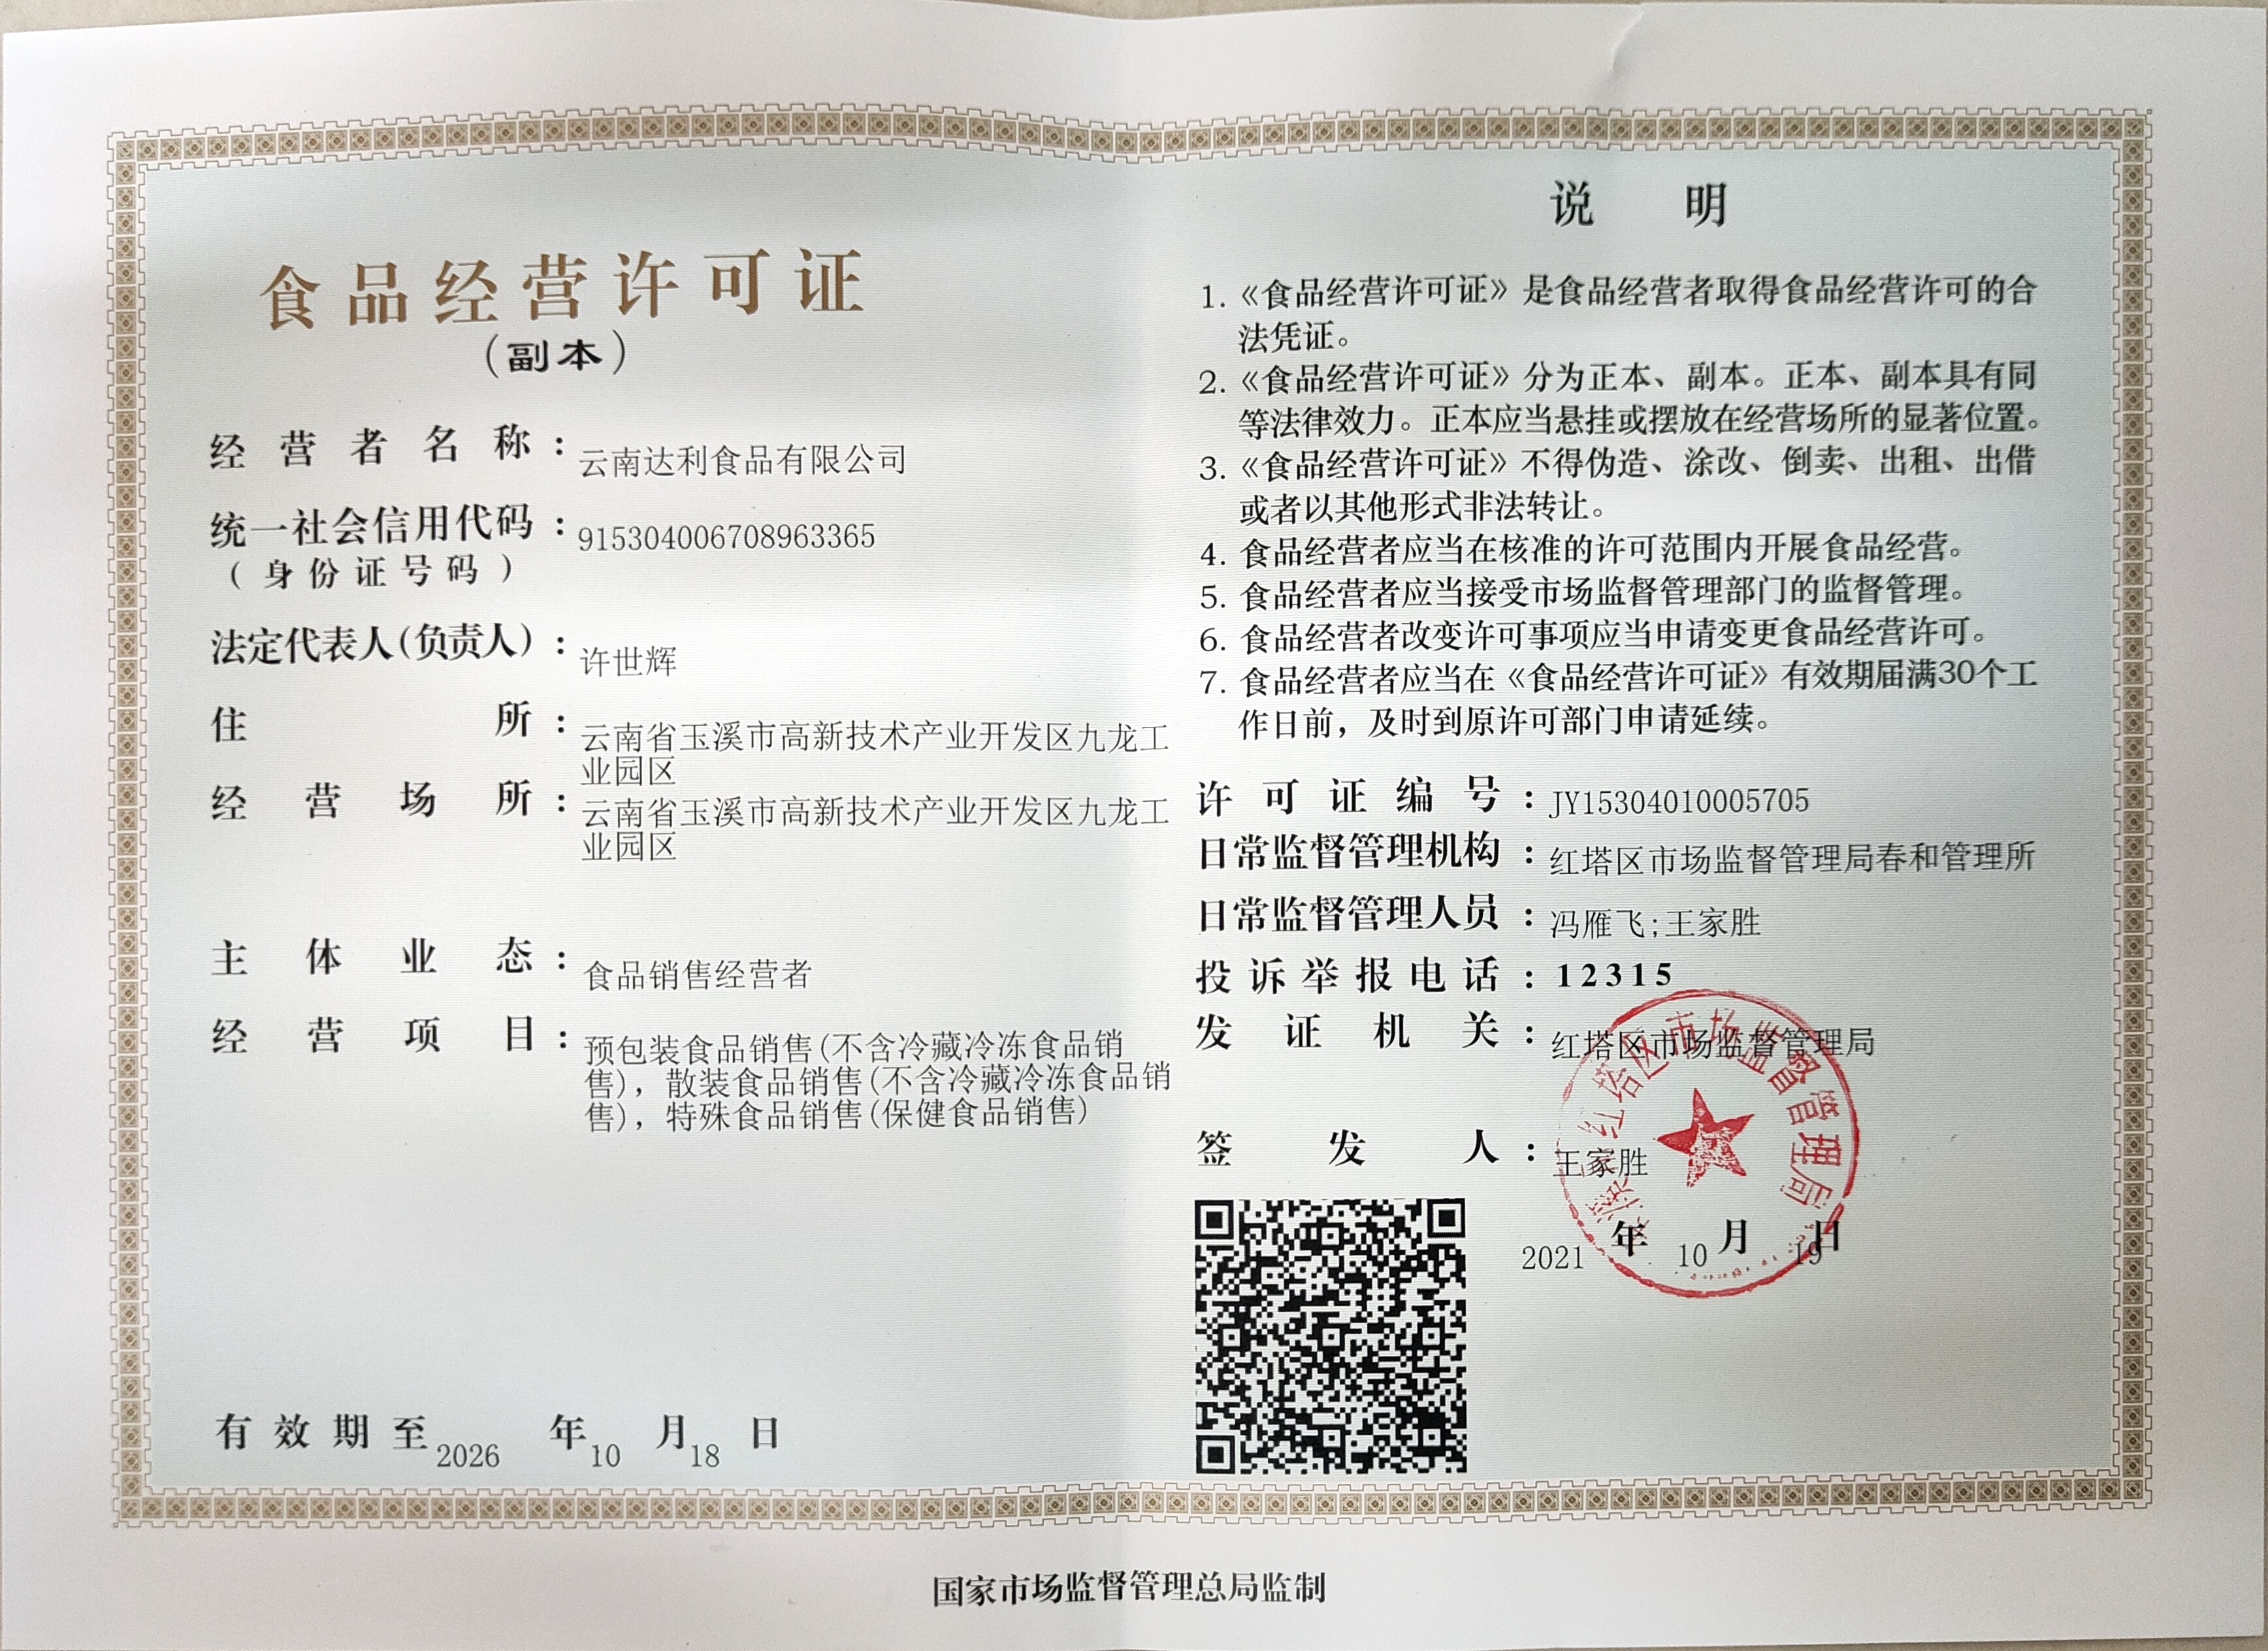 食品经营许可证
（副本）
经营者名称：云南达利食品有限公司
统一社会信用代码：915304006708963365
（身份证号码）
法定代表人（负责人）：许世辉
住所：云南省玉溪市高新技术产业开发区九龙工
业园区
经营场所：云南省玉溪市高新技术产业开发区九龙工
业园区
主体业态：食品销售经营者
经营项目：预包装食品销售(不含冷藏冷冻食品销
售)，散装食品销售(不含冷藏冷冻食品销
售)，特殊食品销售(保健食品销售)
有效期至2026年10月18日
说明
1.《食品经营许可证》是食品经营者取得食品经营许可的合
法凭证。
2.《食品经营许可证》分为正本、副本。正本、副本具有同
等法律效力。正本应当悬挂或摆放在经营场所的显著位置。
3.《食品经营许可证》不得伪造、涂改、倒卖、出租、出借
或者以其他形式非法转让。
4.食品经营者应当在核准的许可范围内开展食品经营。
5.食品经营者应当接受市场监督管理部门的监督管理。
6.食品经营者改变许可事项应当申请变更食品经营许可。
7.食品经营者应当在《食品经营许可证》有效期届满30个工
作日前，及时到原许可部门申请延续。
许可证编号：JY15304010005705
日常监督管理机构：红塔区市场监督管理局春和管理所
日常监督管理人员：冯雁飞;王家胜
投诉举报电话：12315
发证机关：红塔区市场监督管理局
签发人：王家胜
2021年10月19日
红塔区市场监督管理局
国家市场监督管理总局监制